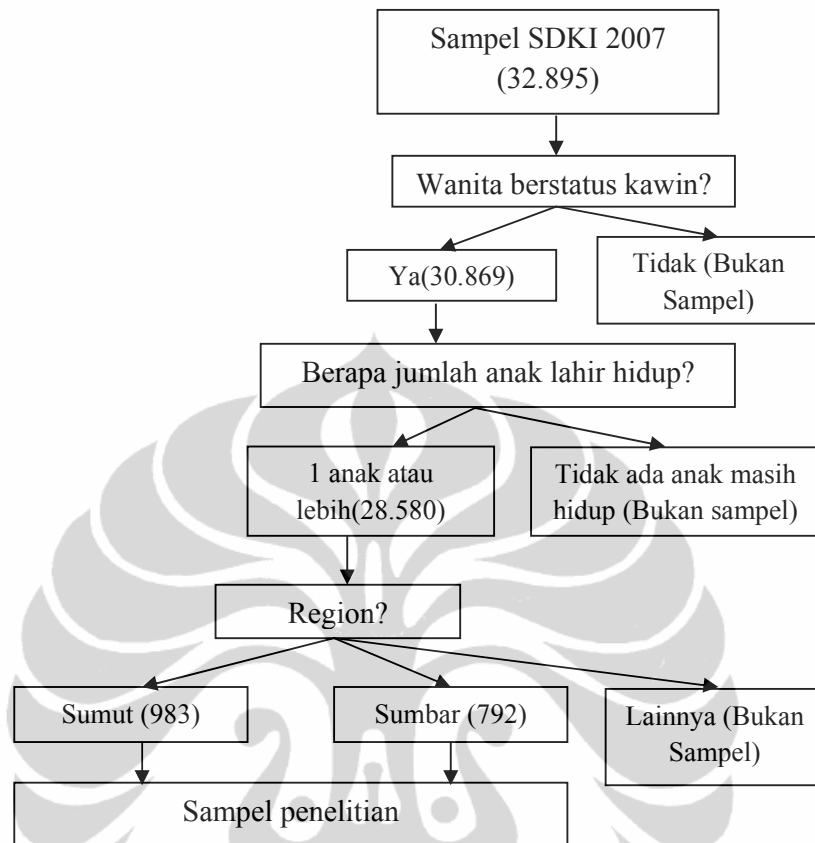 Sampel SDKI 2007
(32.895)
Wanita berstatus kawin?
Ya(30.869)
Tidak (Bukan
Sampel)
Berapa jumlah anak lahir hidup?
1 anak atau
lebih(28.580)
Tidak ada anak masih
hidup (Bukan sampel)
Region?
Sumut (983)
Sumbar (792)
Lainnya (Bukan
Sampel)
Sampel penelitian